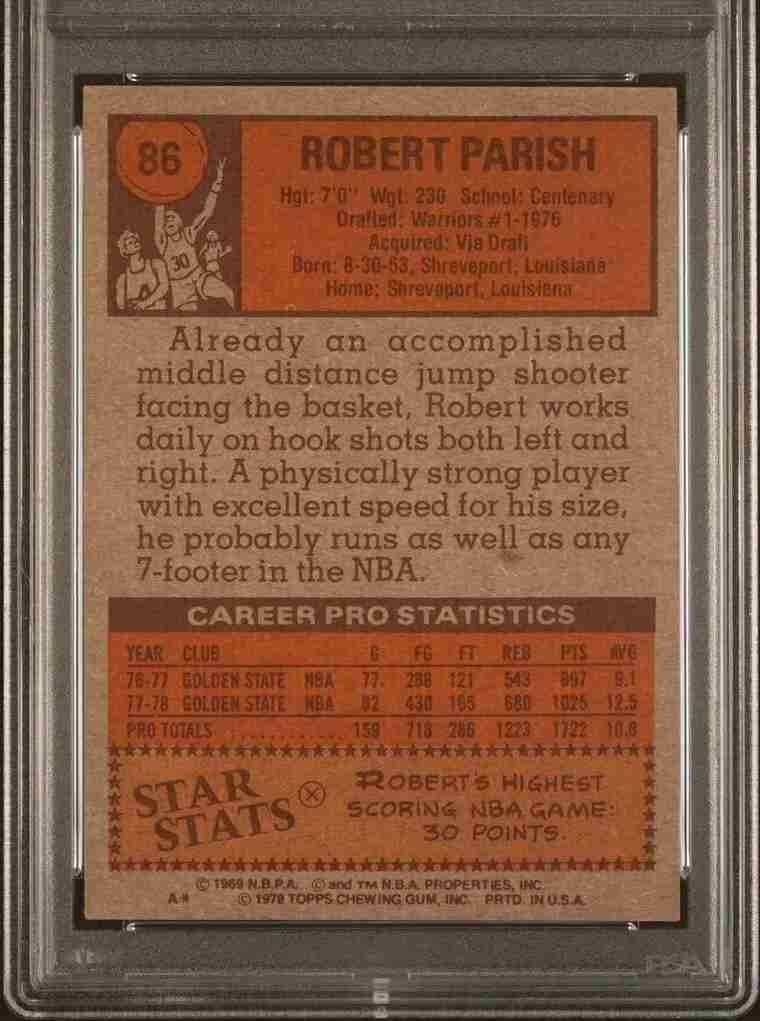 86
ROBERT PARISH
Hgt: 7'0" Wgt: 230 School: Centenary
Drafted: Warriors #1-1976
Acquired: Via Draft
Born: 8-30-53, Shreveport, Louisiana
Home: Shreveport, Louisiana
30
Already an accomplished
middle distance jump shooter
facing the basket, Robert works
daily on hook shots both left and
right. A physically strong player
with excellent speed for his size,
he probably runs as well as any
7-footer in the NBA.
CAREER PRO STATISTICS
YEAR CLUB G FG FT REB PTS AVG
76-77 GOLDEN STATE NBA 77 288 121 543 697 9.1
77-78 GOLDEN STATE NBA 82 430 165 680 1025 12.5
PRO TOTALS ............ 159 718 286 1223 1722 10.8
STAR
STATS
ROBERT'S HIGHEST
SCORING NBA GAME:
30 POINTS.
© 1969 N.B.P.A. © and TM N.B.A. PROPERTIES, INC.
A* © 1978 TOPPS CHEWING GUM, INC. PRTD. IN U.S.A.
PSA